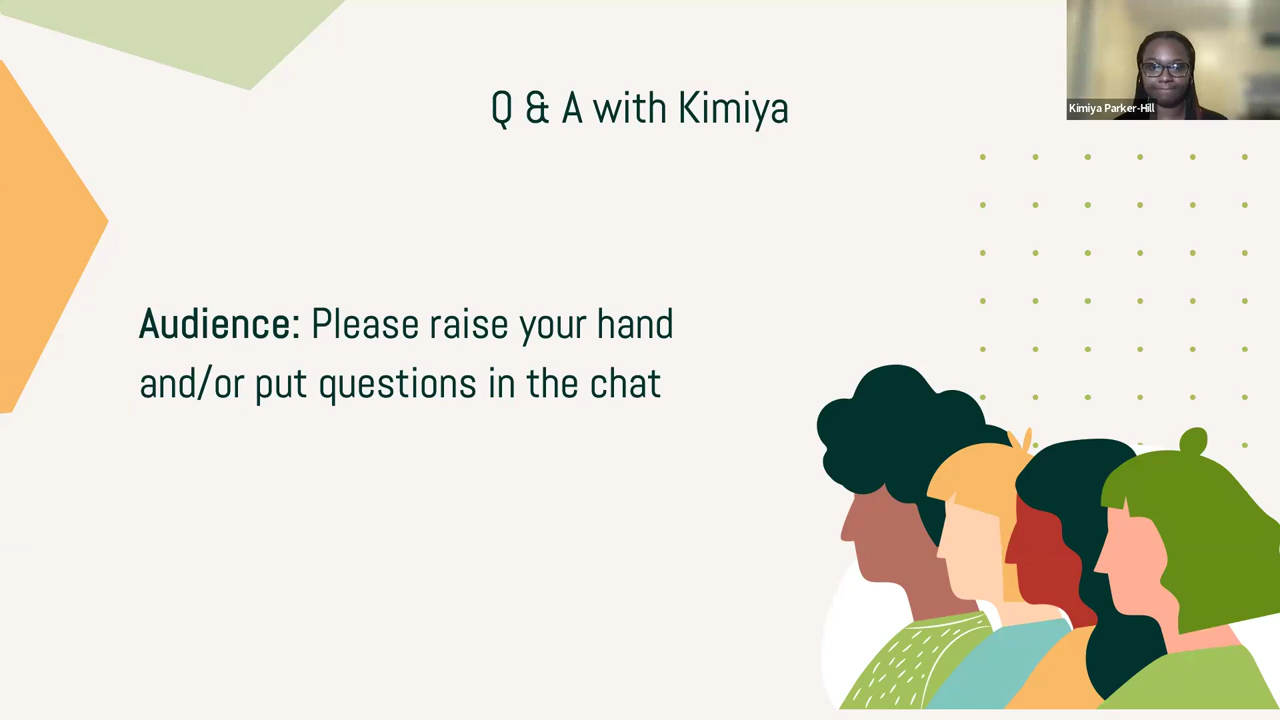 Q & A with Kimiya
Kimiya Parker-Hill
Audience: Please raise your hand
and/or put questions in the chat